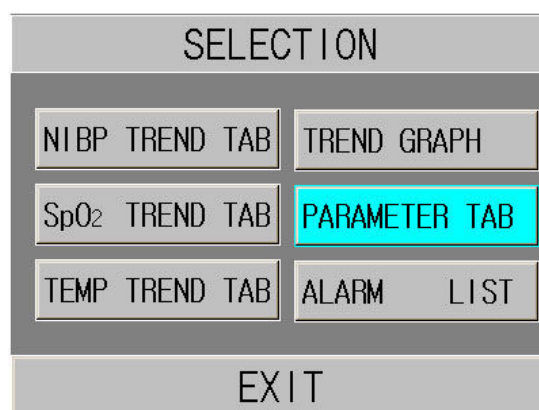 SELECTION
NIBP TREND TAB
TREND GRAPH
SpO₂ TREND TAB
PARAMETER TAB
TEMP TREND TAB
ALARM LIST
EXIT